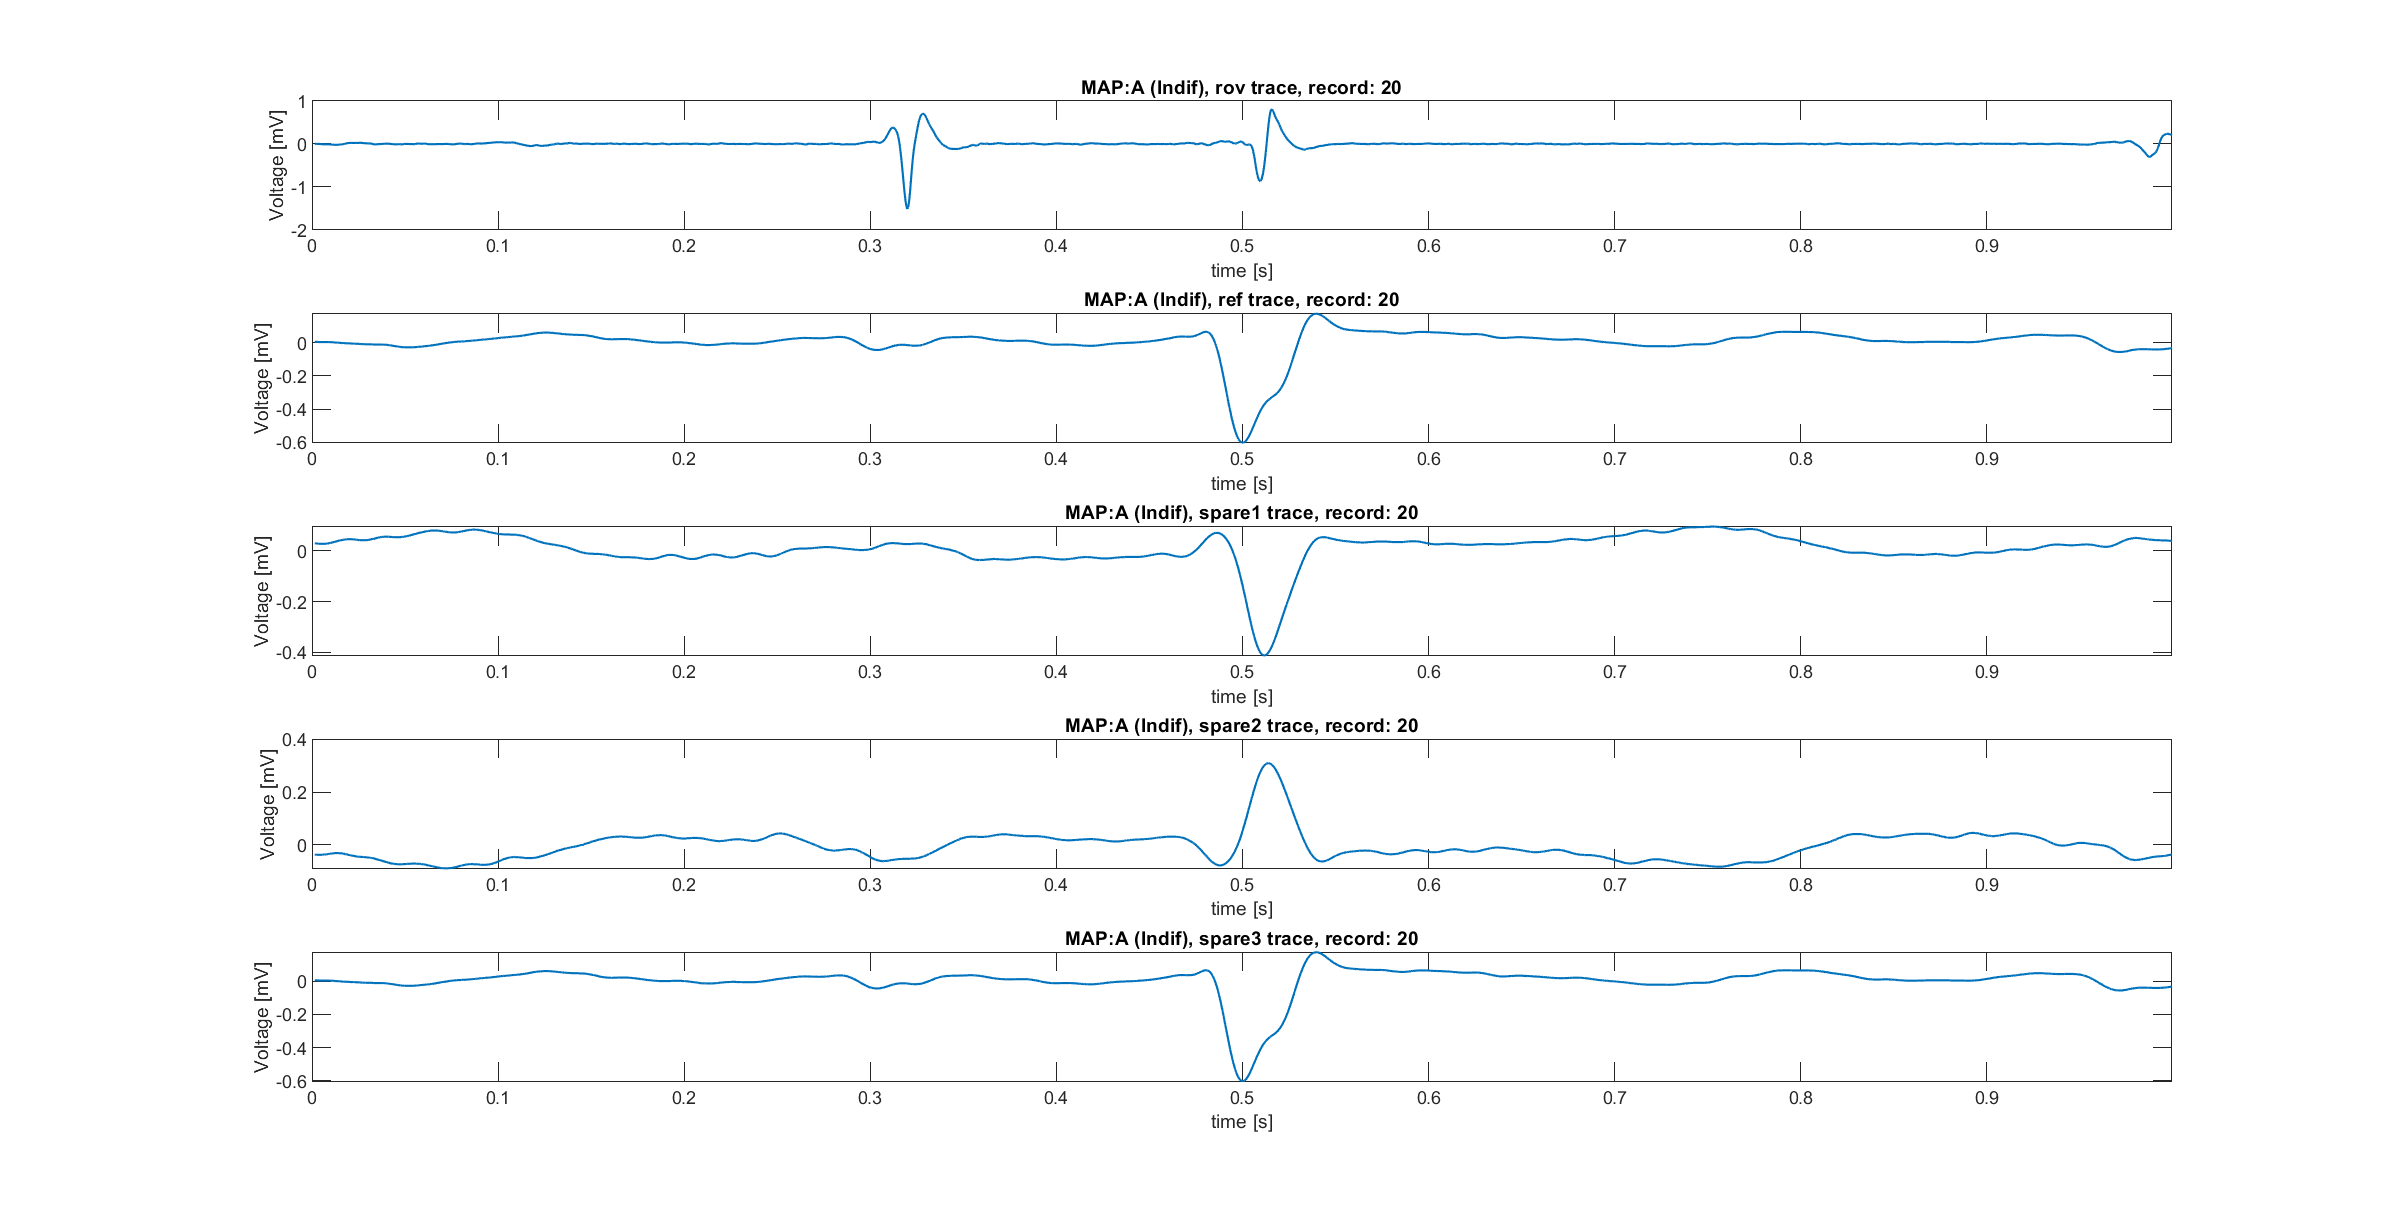 MAP:A (Indif), rov trace, record: 20
Voltage [mV]
1
0
-1
-2
0 0.1 0.2 0.3 0.4 0.5 0.6 0.7 0.8 0.9
time [s]
MAP:A (Indif), ref trace, record: 20
Voltage [mV]
0
-0.2
-0.4
-0.6
0 0.1 0.2 0.3 0.4 0.5 0.6 0.7 0.8 0.9
time [s]
MAP:A (Indif), spare1 trace, record: 20
Voltage [mV]
0
-0.2
-0.4
0 0.1 0.2 0.3 0.4 0.5 0.6 0.7 0.8 0.9
time [s]
MAP:A (Indif), spare2 trace, record: 20
Voltage [mV]
0.4
0.2
0
0 0.1 0.2 0.3 0.4 0.5 0.6 0.7 0.8 0.9
time [s]
MAP:A (Indif), spare3 trace, record: 20
Voltage [mV]
0
-0.2
-0.4
-0.6
0 0.1 0.2 0.3 0.4 0.5 0.6 0.7 0.8 0.9
time [s]